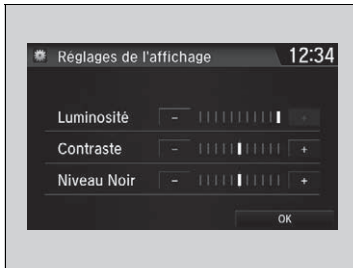 Réglages de l'affichage 12:34
Luminosité - +
Contraste - +
Niveau Noir - +
OK